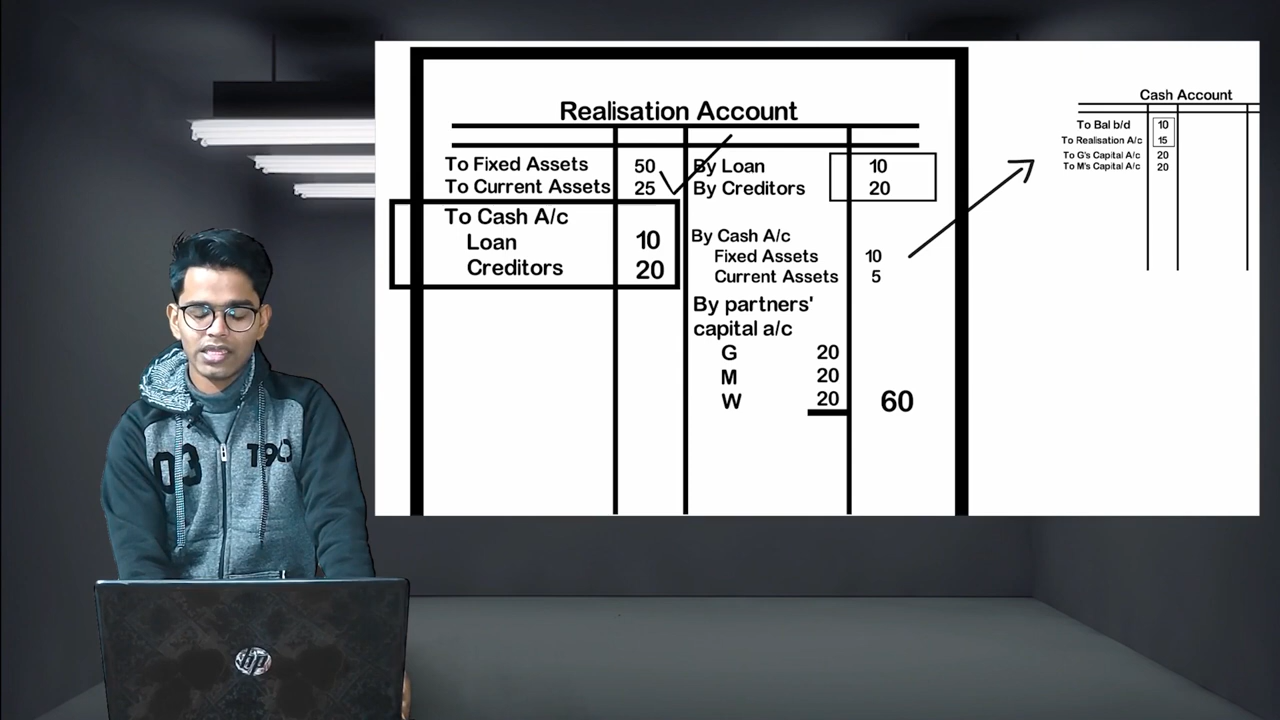 Realisation Account
To Fixed Assets 50 By Loan 10
To Current Assets 25 By Creditors 20
To Cash A/c
Loan 10
Creditors 20
By Cash A/c
Fixed Assets 10
Current Assets 5
By partners'
capital a/c
G 20
M 20
W 20 60
Cash Account
To Bal b/d 10
To Realisation A/c 15
To G's Capital A/c 20
To M's Capital A/c 20
03 190
hp